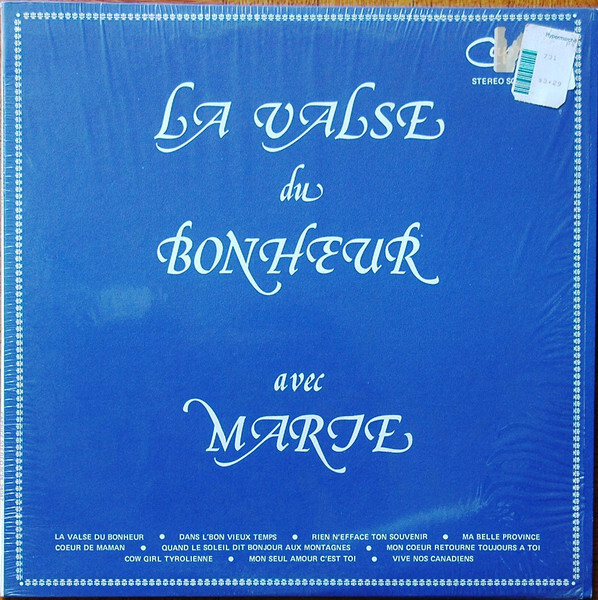 STEREO
LA VALSE
du
BONHEUR
avec
MARIE
LA VALSE DU BONHEUR • DANS L'BON VIEUX TEMPS • RIEN N'EFFACE TON SOUVENIR • MA BELLE PROVINCE
COEUR DE MAMAN • QUAND LE SOLEIL DIT BONJOUR AUX MONTAGNES • MON COEUR RETOURNE TOUJOURS A TOI
COW GIRL TYROLIENNE • MON SEUL AMOUR C'EST TOI • VIVE NOS CANADIENS